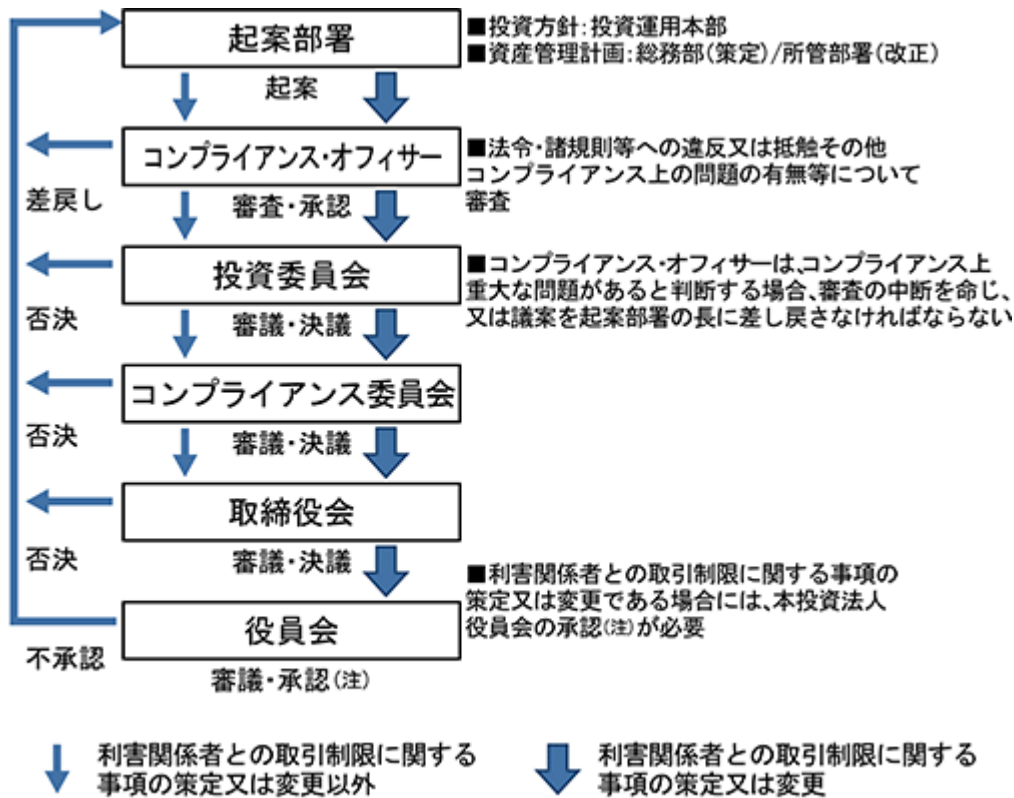 起案部署
■投資方針：投資運用本部
■資産管理計画：総務部（策定）/所管部署（改正）
起案
コンプライアンス・オフィサー
■法令・諸規則等への違反又は抵触その他
コンプライアンス上の問題の有無等について
審査
差戻し
審査・承認
投資委員会
■コンプライアンス・オフィサーは、コンプライアンス上
重大な問題があると判断する場合、審査の中断を命じ、
又は議案を起案部署の長に差し戻さなければならない
否決
審議・決議
コンプライアンス委員会
否決
審議・決議
取締役会
否決
審議・決議
■利害関係者との取引制限に関する事項の
策定又は変更である場合には、本投資法人
役員会の承認（注）が必要
役員会
不承認
審議・承認（注）
利害関係者との取引制限に関する
事項の策定又は変更以外
利害関係者との取引制限に関する
事項の策定又は変更